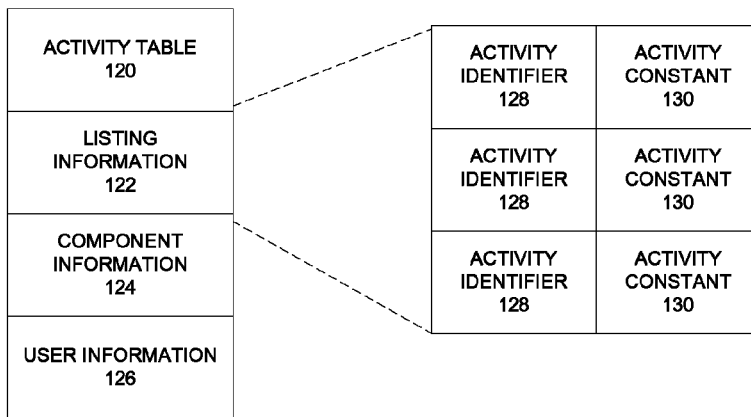 ACTIVITY TABLE
120
LISTING
INFORMATION
122
COMPONENT
INFORMATION
124
USER INFORMATION
126
ACTIVITY
IDENTIFIER
128
ACTIVITY
CONSTANT
130
ACTIVITY
IDENTIFIER
128
ACTIVITY
CONSTANT
130
ACTIVITY
IDENTIFIER
128
ACTIVITY
CONSTANT
130